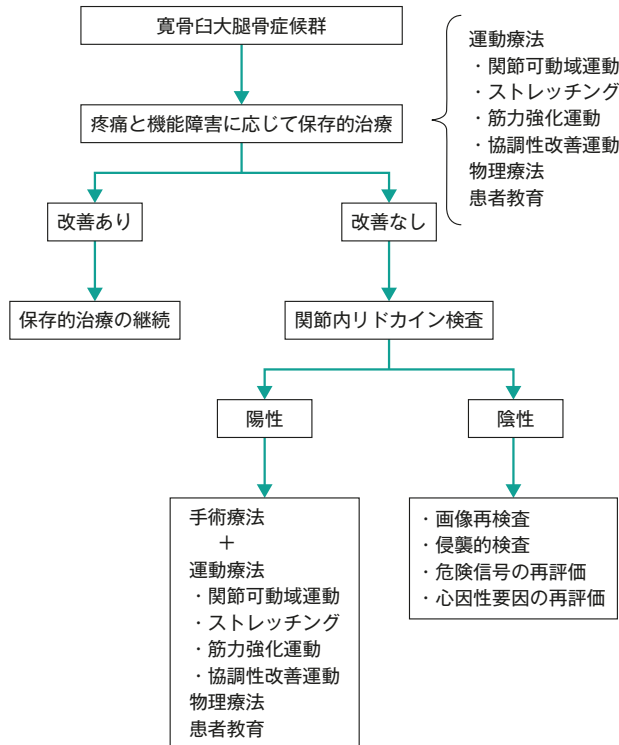 寛骨臼大腿骨症候群
疼痛と機能障害に応じて保存的治療
運動療法
・関節可動域運動
・ストレッチング
・筋力強化運動
・協調性改善運動
物理療法
患者教育
改善あり
改善なし
保存的治療の継続
関節内リドカイン検査
陽性
陰性
手術療法
＋
運動療法
・関節可動域運動
・ストレッチング
・筋力強化運動
・協調性改善運動
物理療法
患者教育
・画像再検査
・侵襲的検査
・危険信号の再評価
・心因性要因の再評価